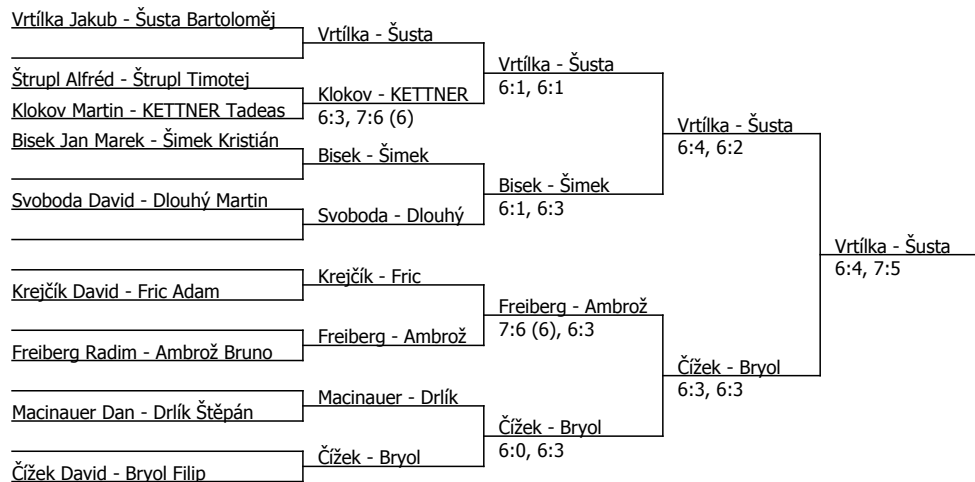 Vrtílka Jakub - Šusta Bartoloměj
Štrupl Alfréd - Štrupl Timotej
Klokov Martin - KETTNER Tadeas
Bisek Jan Marek - Šimek Kristián
Svoboda David - Dlouhý Martin
Krejčík David - Fric Adam
Freiberg Radim - Ambrož Bruno
Macinauer Dan - Drlík Štěpán
Čížek David - Bryol Filip
Vrtílka - Šusta
Klokov - KETTNER
6:3, 7:6 (6)
Bisek - Šimek
Svoboda - Dlouhý
Krejčík - Fric
Freiberg - Ambrož
Macinauer - Drlík
Čížek - Bryol
Vrtílka - Šusta
6:1, 6:1
Bisek - Šimek
6:1, 6:3
Freiberg - Ambrož
7:6 (6), 6:3
Čížek - Bryol
6:0, 6:3
Vrtílka - Šusta
6:4, 6:2
Čížek - Bryol
6:3, 6:3
Vrtílka - Šusta
6:4, 7:5